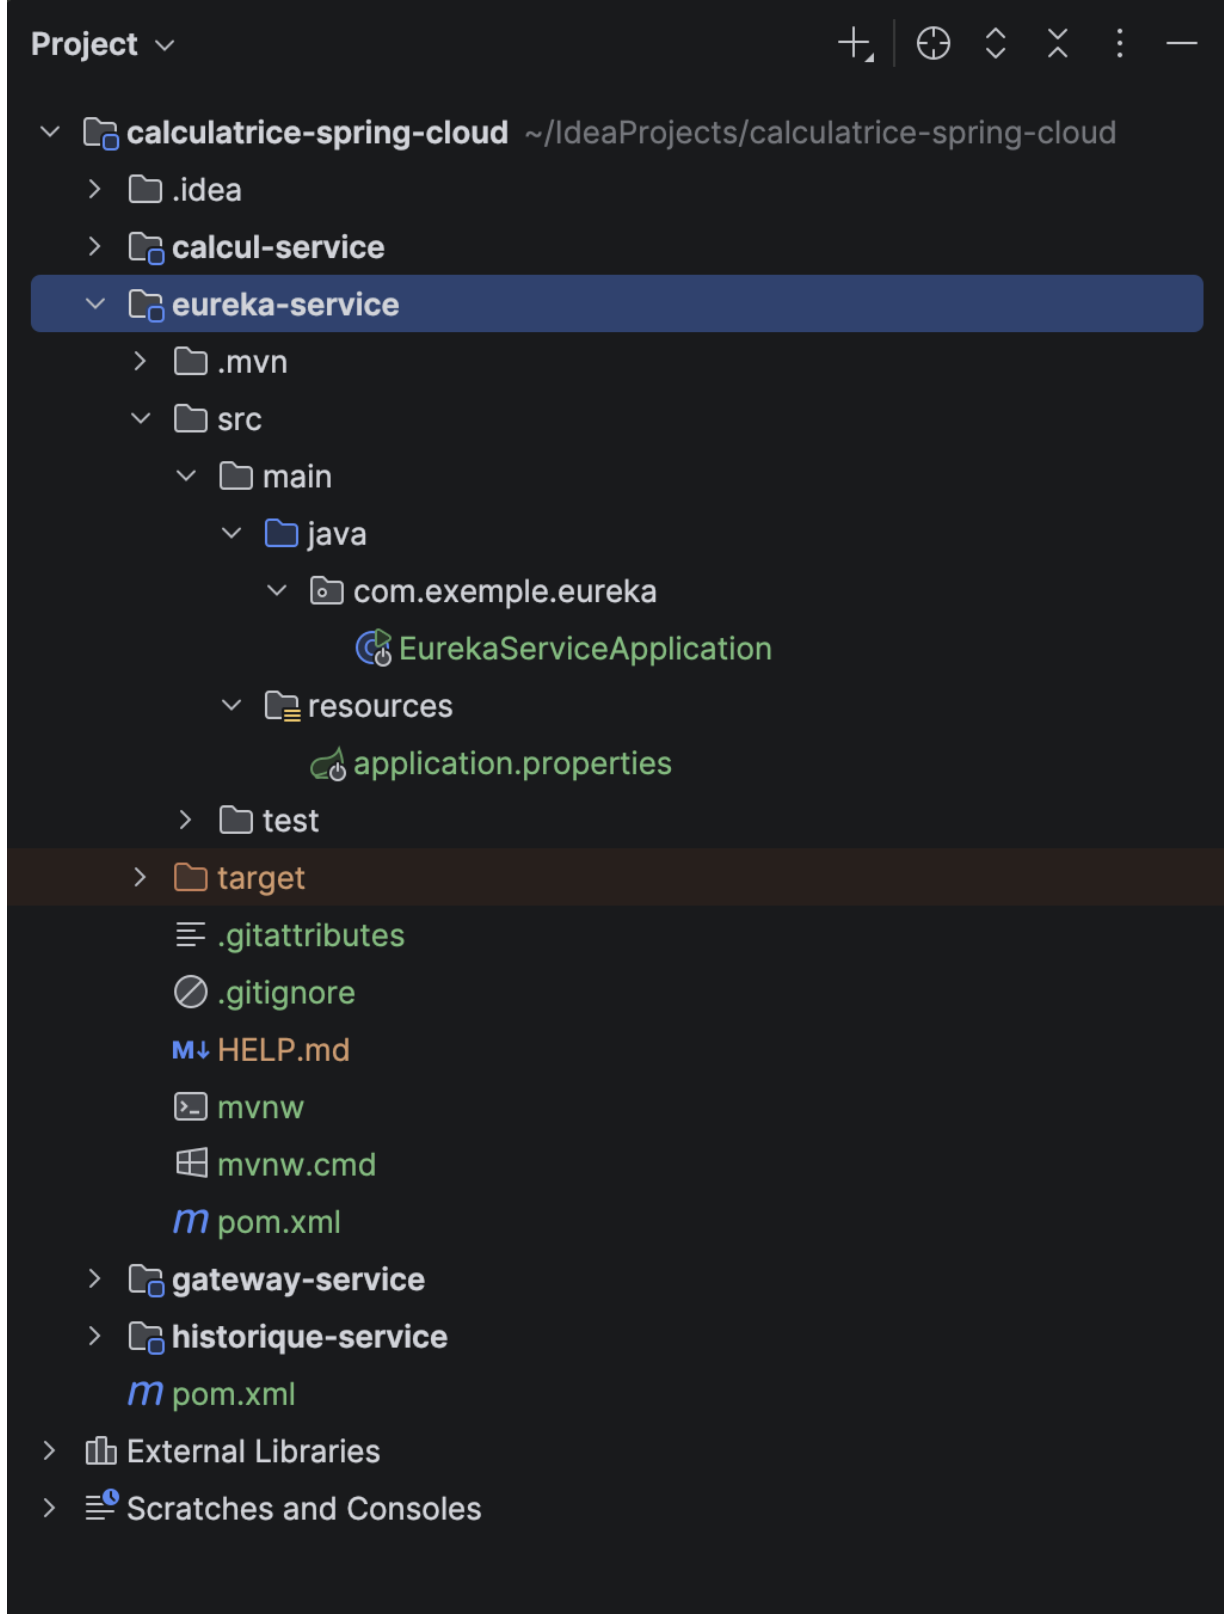 Project
calculatrice-spring-cloud ~/IdeaProjects/calculatrice-spring-cloud
.idea
calcul-service
eureka-service
.mvn
src
main
java
com.exemple.eureka
EurekaServiceApplication
resources
application.properties
test
target
.gitattributes
.gitignore
M↓ HELP.md
mvnw
mvnw.cmd
m pom.xml
gateway-service
historique-service
m pom.xml
External Libraries
Scratches and Consoles